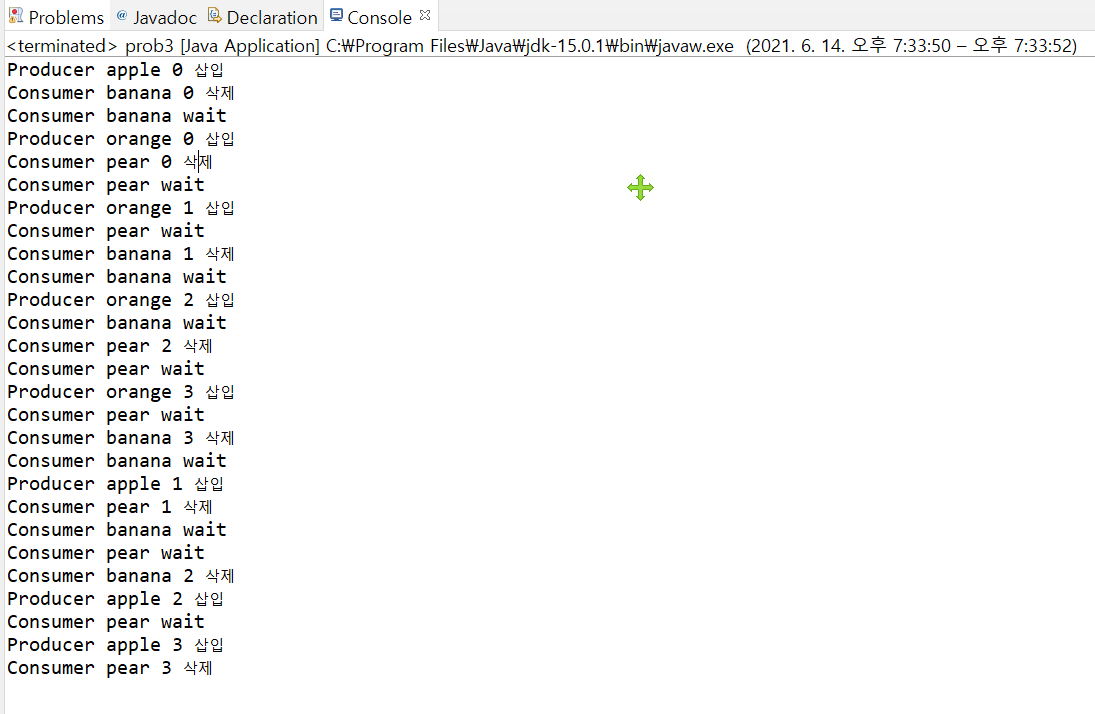 Problems @ Javadoc Declaration Console
<terminated> prob3 [Java Application] C:₩Program Files₩Java₩jdk-15.0.1₩bin₩javaw.exe (2021. 6. 14. 오후 7:33:50 – 오후 7:33:52)
Producer apple 0 삽입
Consumer banana 0 삭제
Consumer banana wait
Producer orange 0 삽입
Consumer pear 0 삭제
Consumer pear wait
Producer orange 1 삽입
Consumer pear wait
Consumer banana 1 삭제
Consumer banana wait
Producer orange 2 삽입
Consumer banana wait
Consumer pear 2 삭제
Consumer pear wait
Producer orange 3 삽입
Consumer pear wait
Consumer banana 3 삭제
Consumer banana wait
Producer apple 1 삽입
Consumer pear 1 삭제
Consumer banana wait
Consumer pear wait
Consumer banana 2 삭제
Producer apple 2 삽입
Consumer pear wait
Producer apple 3 삽입
Consumer pear 3 삭제